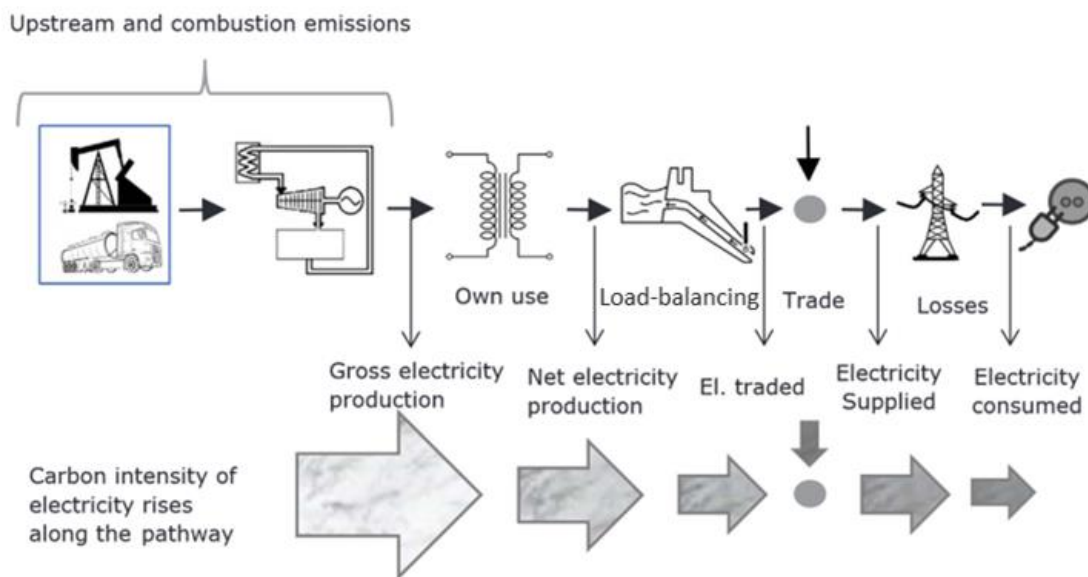 Upstream and combustion emissions
Own use
Load-balancing
Trade
Losses
Gross electricity
production
Net electricity
production
El. traded
Electricity
Supplied
Electricity
consumed
Carbon intensity of
electricity rises
along the pathway